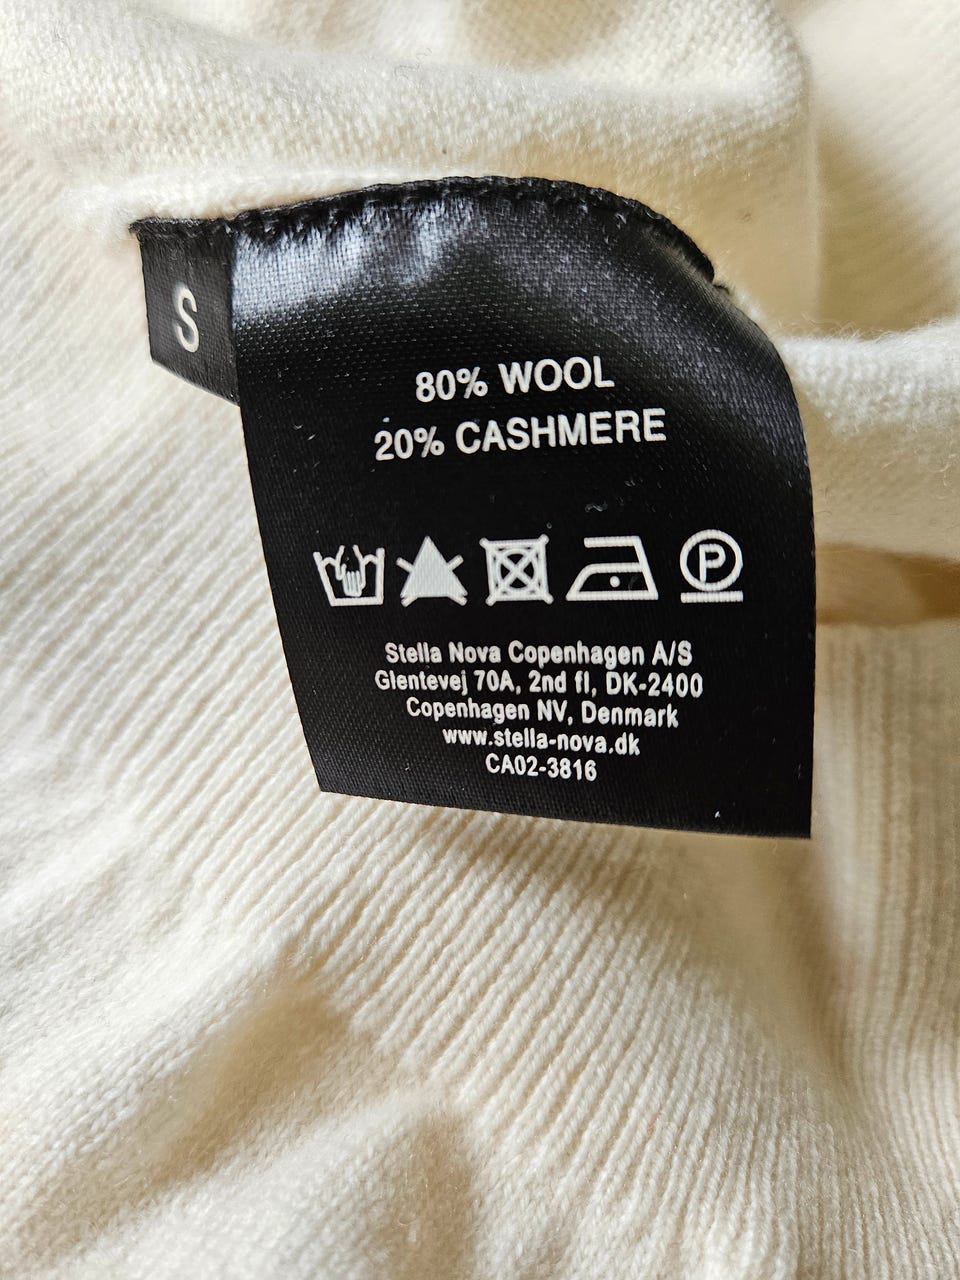 S
80% WOOL
20% CASHMERE
P
Stella Nova Copenhagen A/S
Glentevej 70A, 2nd fl, DK-2400
Copenhagen NV, Denmark
www.stella-nova.dk
CA02-3816